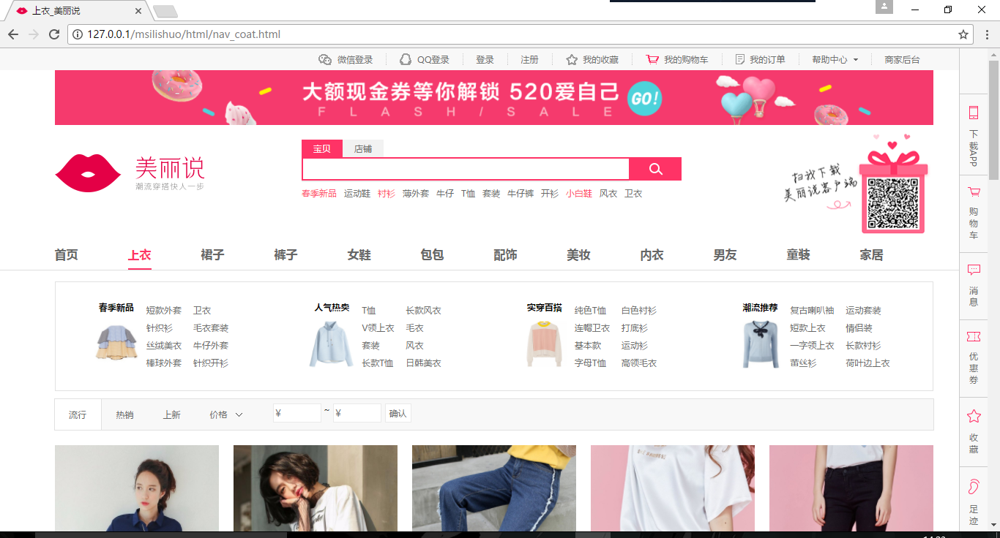 上衣_美丽说
127.0.0.1/msilishuo/html/nav_coat.html
微信登录 QQ登录 登录 注册 我的收藏 我的购物车 我的订单 帮助中心 商家后台
大额现金券等你解锁 520爱自己 GO!
FLASH/SALE
宝贝 店铺
美丽说
潮流穿搭快人一步
扫我下载
美丽说客户端
春季新品 运动鞋 衬衫 薄外套 牛仔 T恤 套装 牛仔裤 开衫 小白鞋 风衣 卫衣
首页 上衣 裙子 裤子 女鞋 包包 配饰 美妆 内衣 男友 童装 家居
春季新品
短款外套 卫衣
针织衫 毛衣套装
丝绒美衣 牛仔外套
棒球外套 针织开衫
人气热卖
T恤 长款风衣
V领上衣 毛衣
套装 风衣
长款T恤 日韩美衣
实穿百搭
纯色T恤 白色衬衫
连帽卫衣 打底衫
基本款 运动衫
字母T恤 高领毛衣
潮流推荐
复古喇叭袖 运动套装
短款上衣 情侣装
一字领上衣 长款衬衫
蕾丝衫 荷叶边上衣
流行 热销 上新 价格 ¥ ~ ¥ 确认
下载APP
购物车
消息
优惠券
收藏
足迹